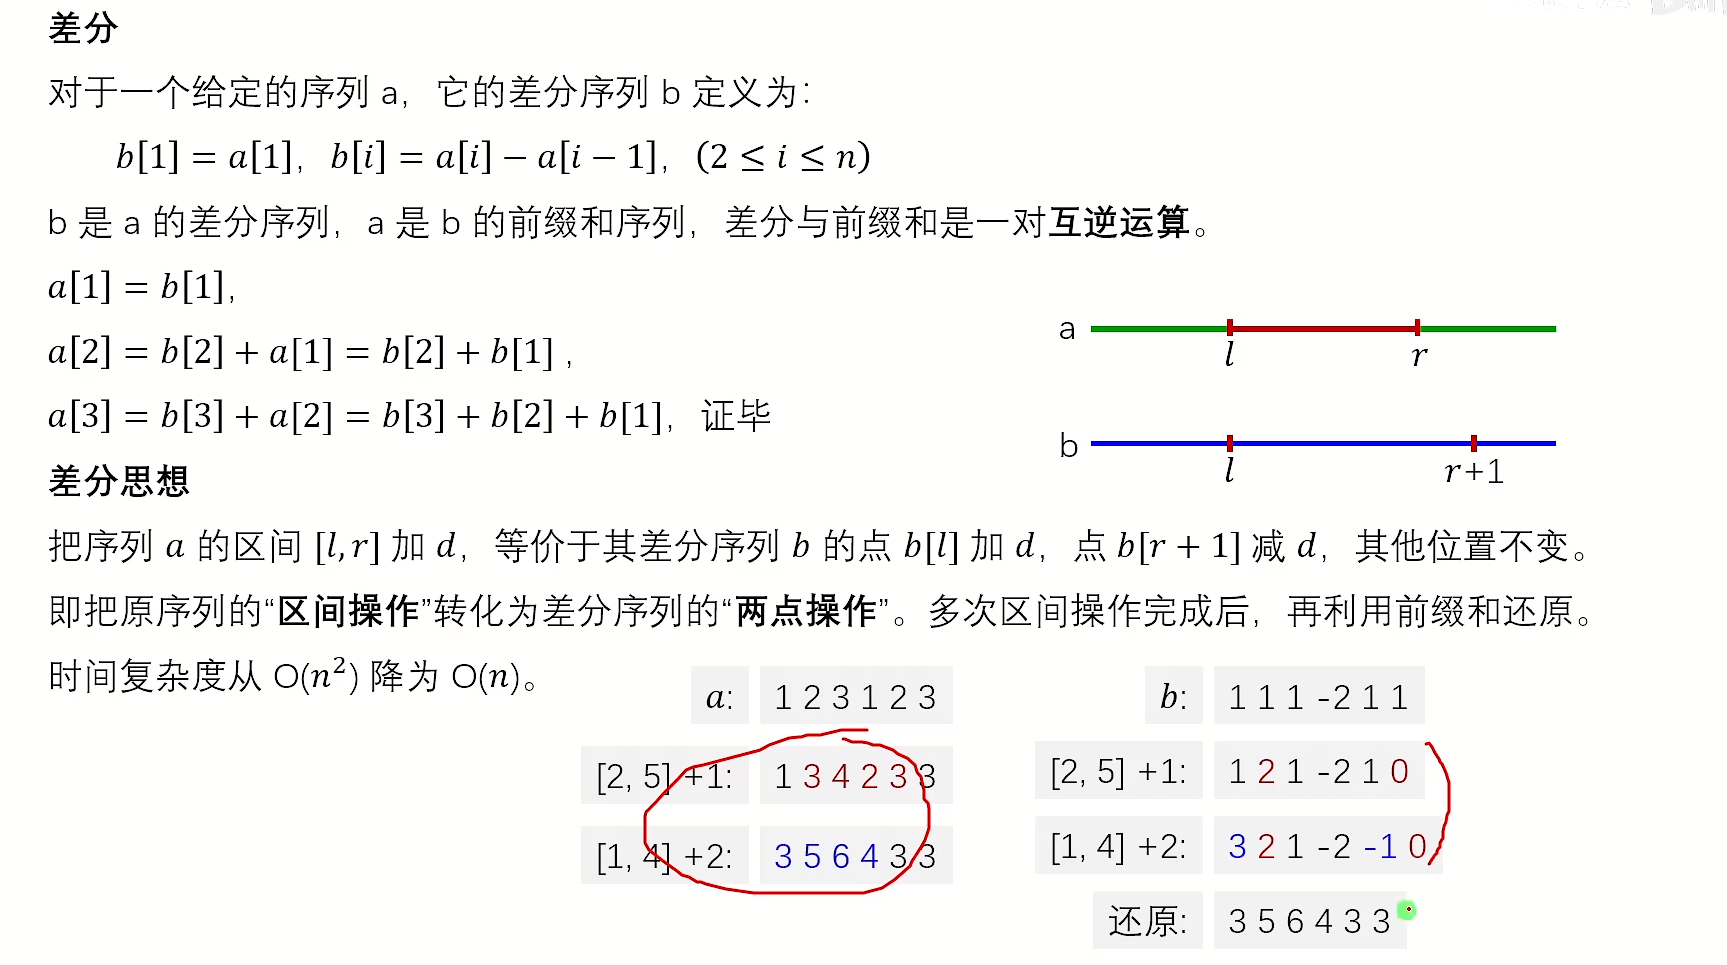 差分
对于一个给定的序列 a，它的差分序列 b 定义为：
b[1] = a[1]，b[i] = a[i] − a[i − 1]，(2 ≤ i ≤ n)
b 是 a 的差分序列，a 是 b 的前缀和序列，差分与前缀和是一对互逆运算。
a[1] = b[1]，
a[2] = b[2] + a[1] = b[2] + b[1] ，
a[3] = b[3] + a[2] = b[3] + b[2] + b[1]，证毕
a
l r
b
l r+1
差分思想
把序列 a 的区间 [l, r] 加 d，等价于其差分序列 b 的点 b[l] 加 d，点 b[r + 1] 减 d，其他位置不变。
即把原序列的“区间操作”转化为差分序列的“两点操作”。多次区间操作完成后，再利用前缀和还原。
时间复杂度从 O(n²) 降为 O(n)。
a: 1 2 3 1 2 3
[2, 5] +1: 1 3 4 2 3 3
[1, 4] +2: 3 5 6 4 3 3
b: 1 1 1 -2 1 1
[2, 5] +1: 1 2 1 -2 1 0
[1, 4] +2: 3 2 1 -2 -1 0
还原: 3 5 6 4 3 3